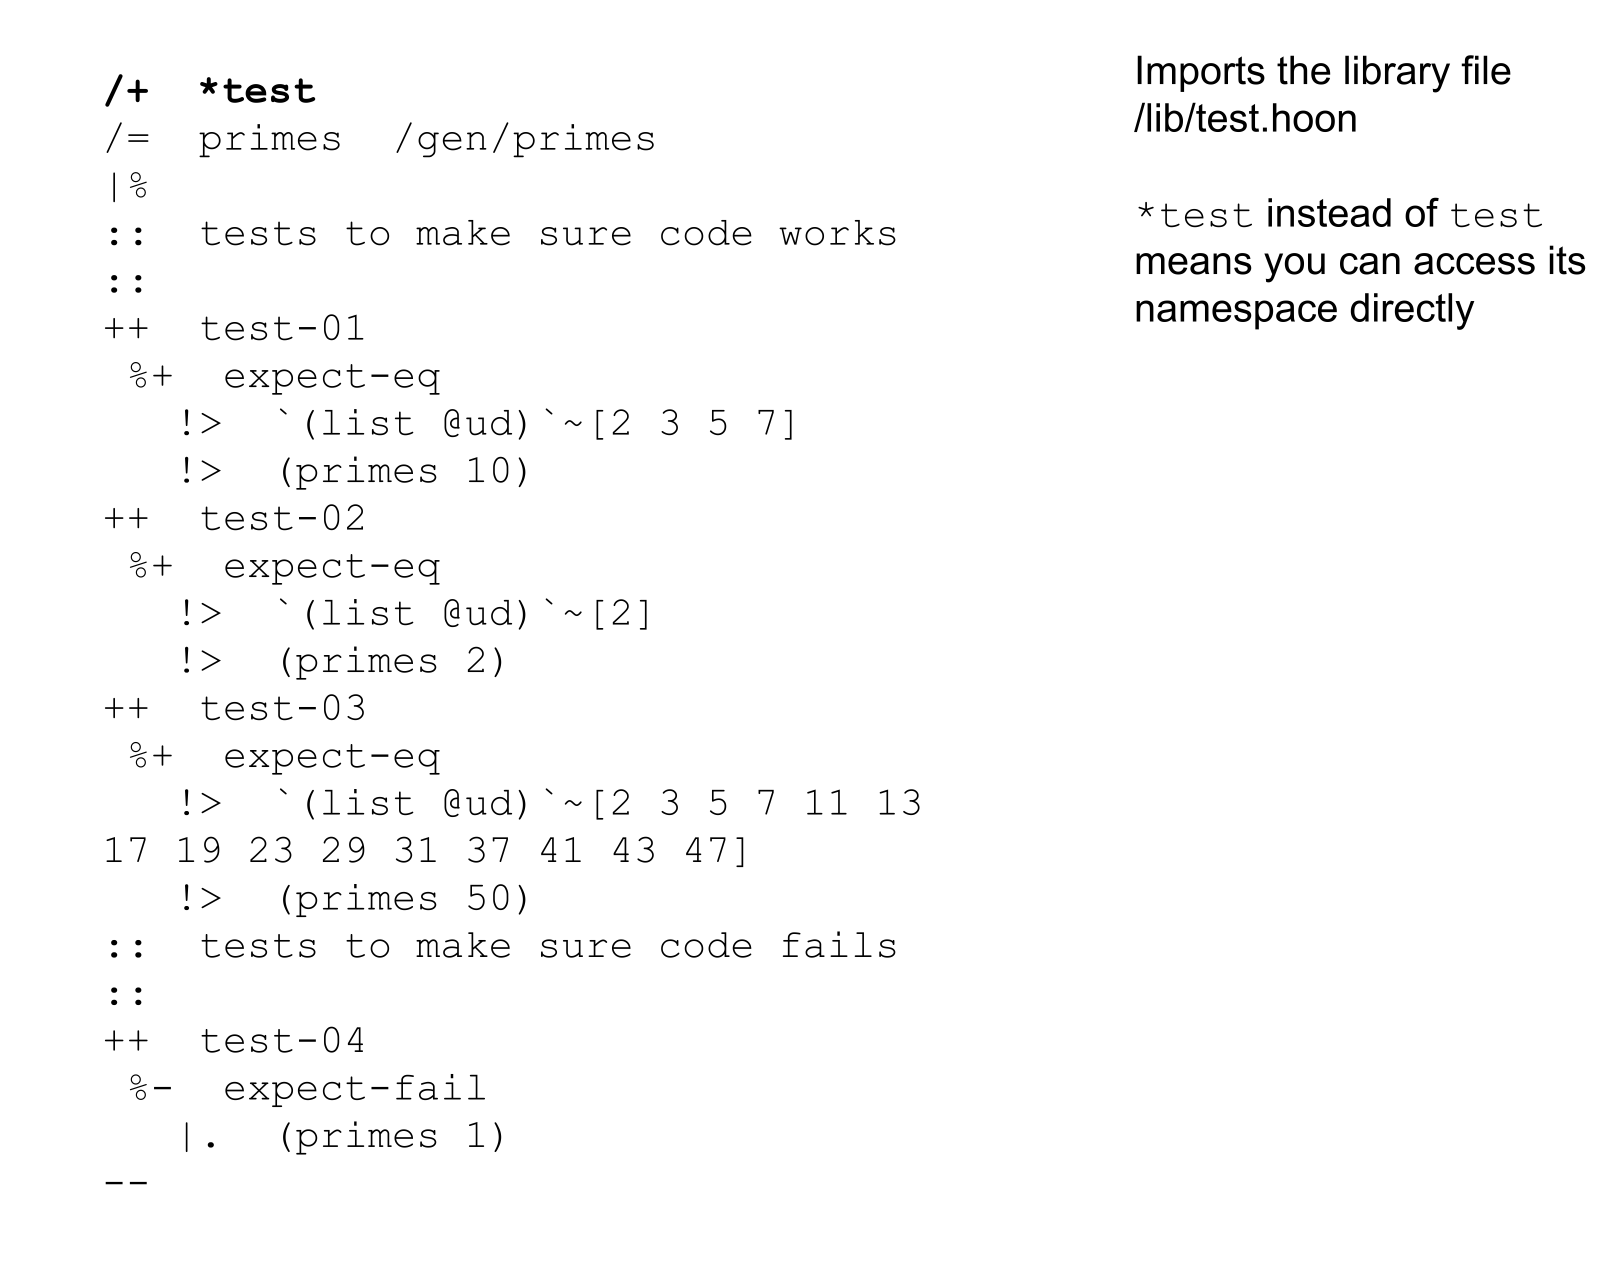 /+  *test
/=  primes  /gen/primes
|%
::  tests to make sure code works
::
++  test-01
 %+  expect-eq
   !>  `(list @ud)`~[2 3 5 7]
   !>  (primes 10)
++  test-02
 %+  expect-eq
   !>  `(list @ud)`~[2]
   !>  (primes 2)
++  test-03
 %+  expect-eq
   !>  `(list @ud)`~[2 3 5 7 11 13
17 19 23 29 31 37 41 43 47]
   !>  (primes 50)
::  tests to make sure code fails
::
++  test-04
 %-  expect-fail
   |.  (primes 1)
--
Imports the library file
/lib/test.hoon
*test instead of test
means you can access its
namespace directly